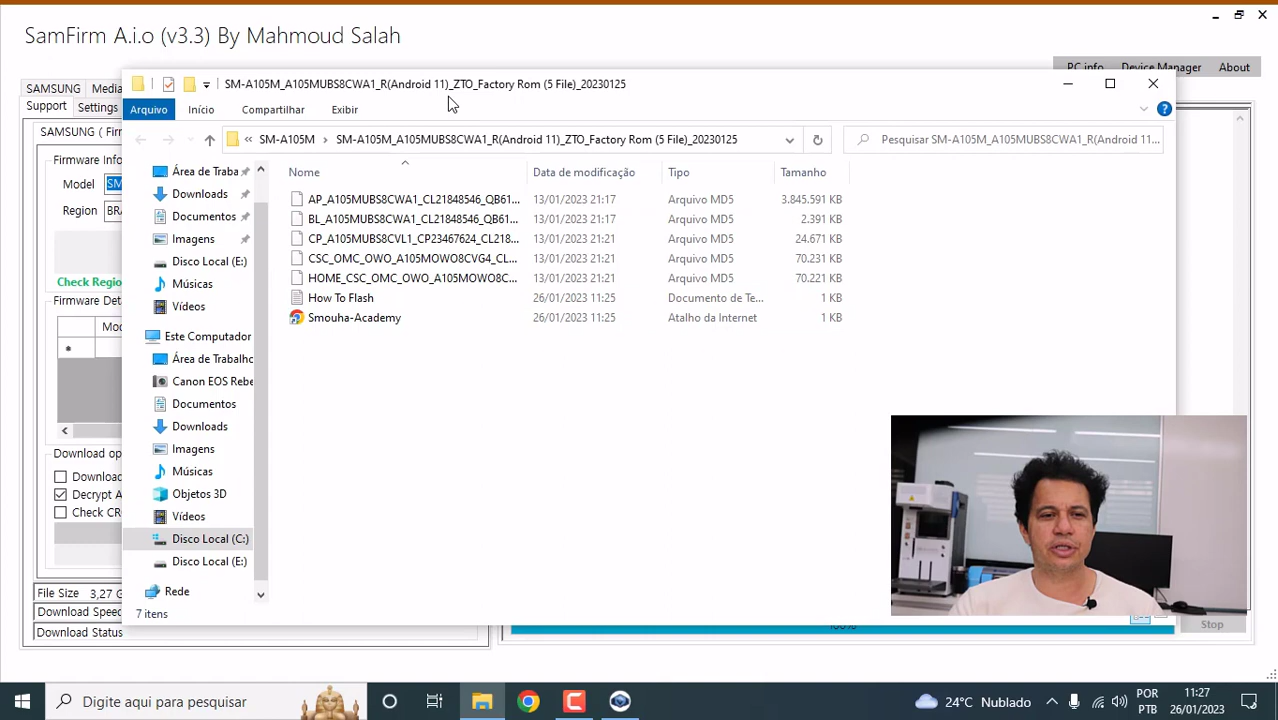 SamFirm A.i.o (v3.3) By Mahmoud Salah
PC info Device Manager About
SAMSUNG Media
Support Settings
SAMSUNG ( Firm
Firmware Info
Model SM
Region BRA
Check Regio
Firmware Det
Mo
*
Download op
Download
Decrypt A
Check CR
File Size 3,27 G
Download Speed
Download Status
100%
Stop
SM-A105M_A105MUBS8CWA1_R(Android 11)_ZTO_Factory Rom (5 File)_20230125
Arquivo Início Compartilhar Exibir
« SM-A105M > SM-A105M_A105MUBS8CWA1_R(Android 11)_ZTO_Factory Rom (5 File)_20230125
Pesquisar SM-A105M_A105MUBS8CWA1_R(Android 11...
Área de Traba
Downloads
Documentos
Imagens
Disco Local (E:)
Músicas
Vídeos
Este Computador
Área de Trabalho
Canon EOS Rebe
Documentos
Downloads
Imagens
Músicas
Objetos 3D
Vídeos
Disco Local (C:)
Disco Local (E:)
Rede
Nome Data de modificação Tipo Tamanho
AP_A105MUBS8CWA1_CL21848546_QB61... 13/01/2023 21:17 Arquivo MD5 3.845.591 KB
BL_A105MUBS8CWA1_CL21848546_QB61... 13/01/2023 21:17 Arquivo MD5 2.391 KB
CP_A105MUBS8CVL1_CP23467624_CL218... 13/01/2023 21:21 Arquivo MD5 24.671 KB
CSC_OMC_OWO_A105MOWO8CVG4_CL... 13/01/2023 21:21 Arquivo MD5 70.231 KB
HOME_CSC_OMC_OWO_A105MOWO8C... 13/01/2023 21:21 Arquivo MD5 70.221 KB
How To Flash 26/01/2023 11:25 Documento de Te... 1 KB
Smouha-Academy 26/01/2023 11:25 Atalho da Internet 1 KB
7 itens
Digite aqui para pesquisar
24°C Nublado
POR
PTB
11:27
26/01/2023